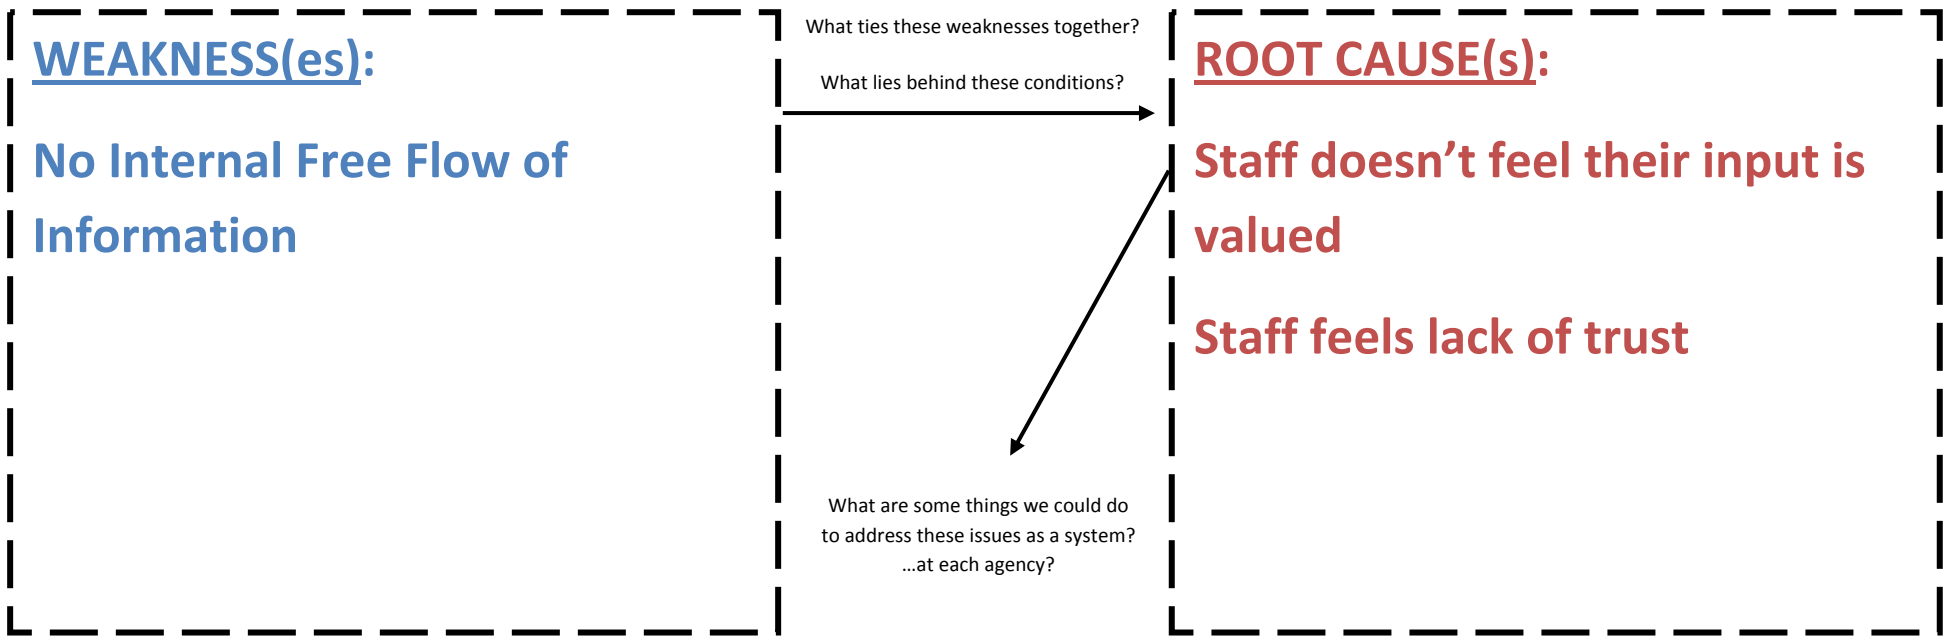 WEAKNESS(es):
No Internal Free Flow of
Information
What ties these weaknesses together?
What lies behind these conditions?
ROOT CAUSE(s):
Staff doesn’t feel their input is
valued
Staff feels lack of trust
What are some things we could do
to address these issues as a system?
…at each agency?